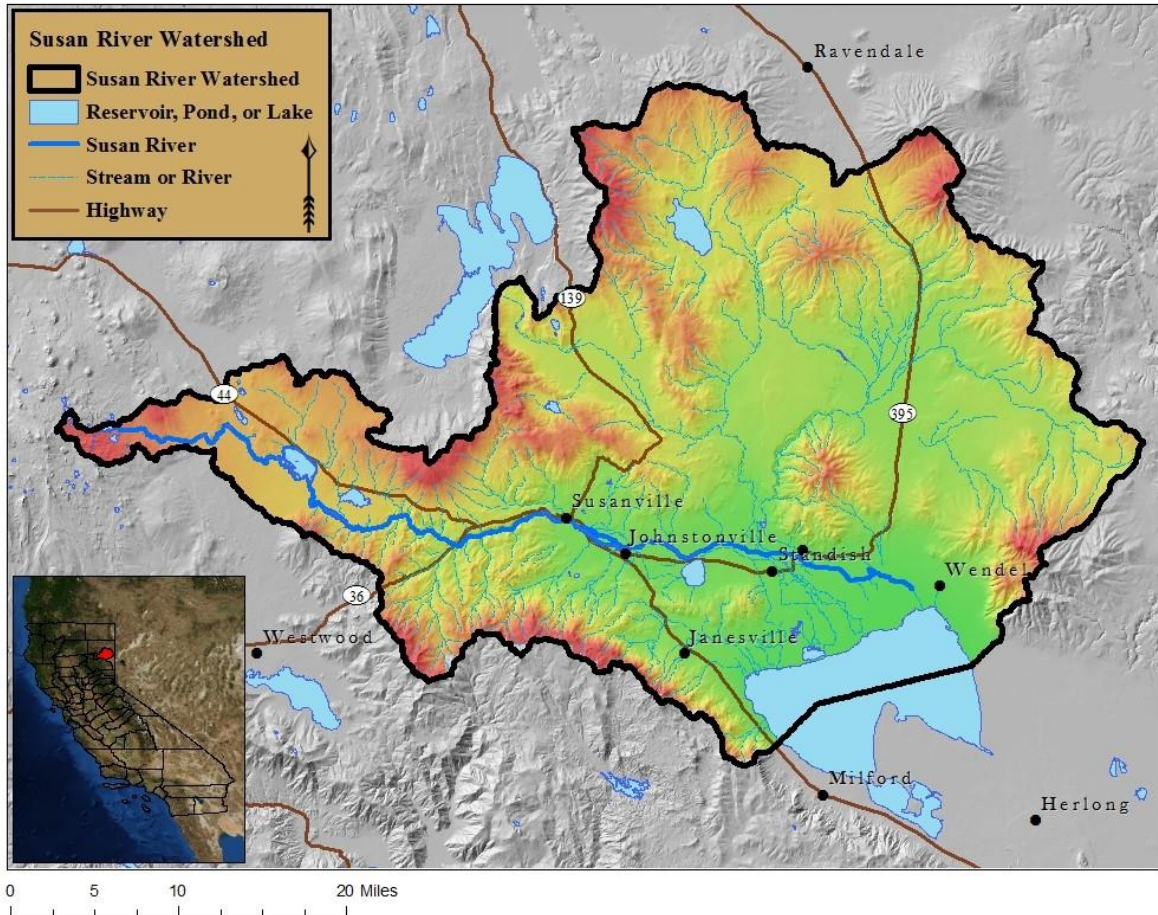 Susan River Watershed
Susan River Watershed
Reservoir, Pond, or Lake
Susan River
Stream or River
Highway
Ravendale
139
44
395
Susanville
Johnstonville
Standish
Wendel
36
Westwood
Janesville
Milford
Herlong
0 5 10 20 Miles